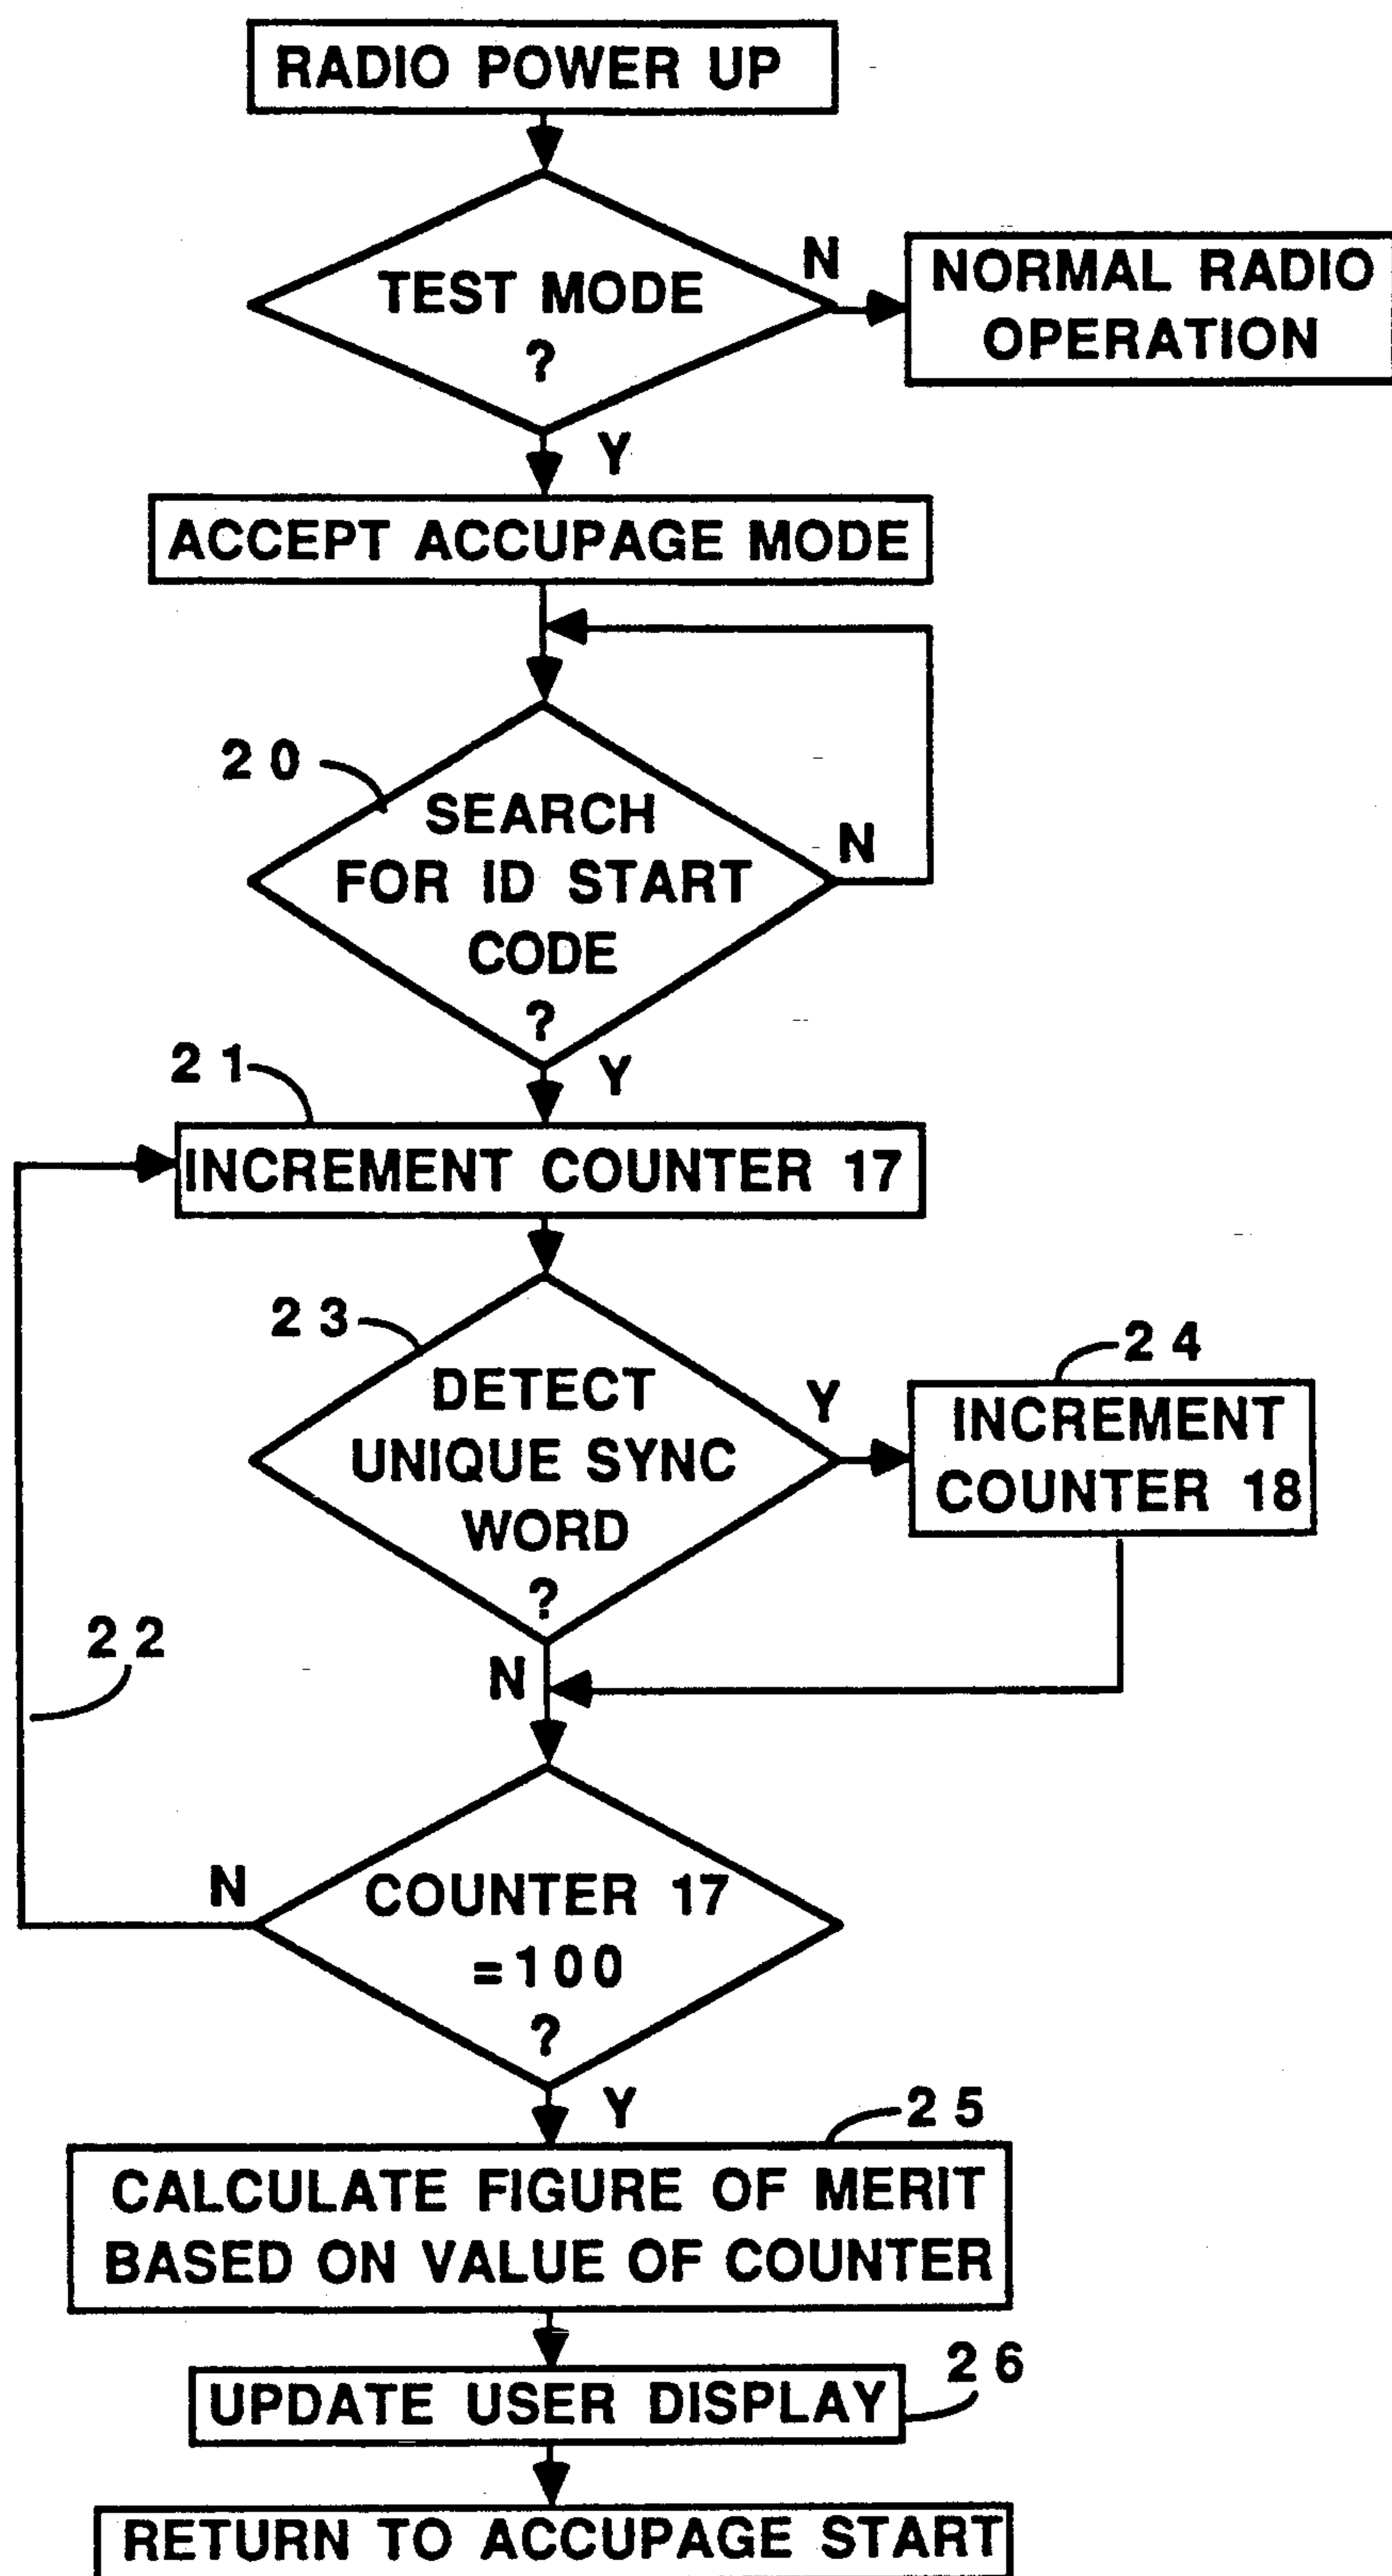 RADIO POWER UP
TEST MODE
?
N
NORMAL RADIO
OPERATION
Y
ACCEPT ACCUPAGE MODE
20
SEARCH
FOR ID START
CODE
?
N
Y
21
INCREMENT COUNTER 17
23
DETECT
UNIQUE SYNC
WORD
?
Y
24
INCREMENT
COUNTER 18
N
22
COUNTER 17
=100
?
N
Y
25
CALCULATE FIGURE OF MERIT
BASED ON VALUE OF COUNTER
26
UPDATE USER DISPLAY
RETURN TO ACCUPAGE START